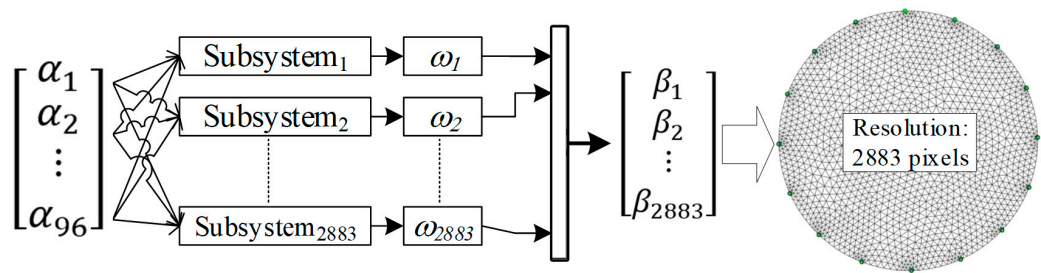 α₁
α₂
⋮
α₉₆
Subsystem₁
ω₁
Subsystem₂
ω₂
Subsystem₂₈₈₃
ω₂₈₈₃
β₁
β₂
⋮
β₂₈₈₃
Resolution:
2883 pixels